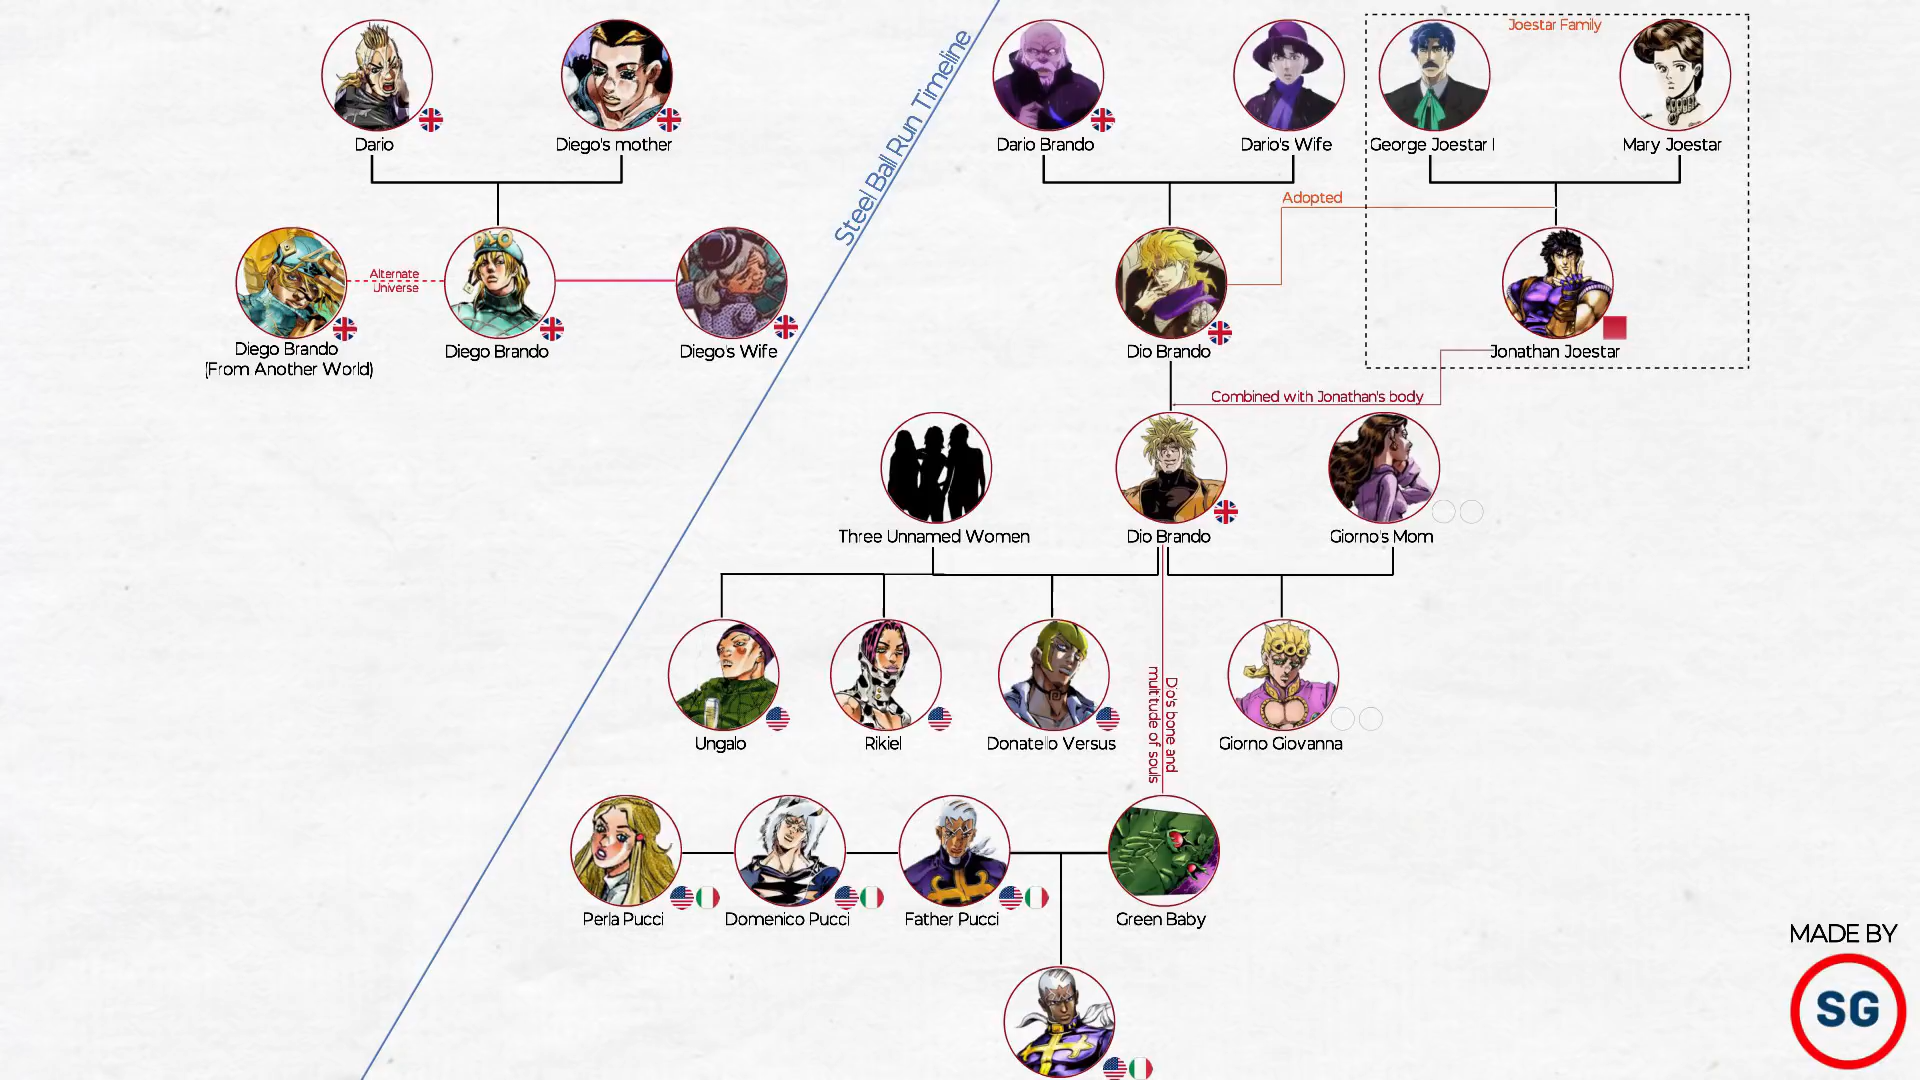 Joestar Family
Dario
Diego's mother
Dario Brando
Dario's Wife
George Joestar I
Mary Joestar
Steel Ball Run Timeline
Adopted
Alternate
Universe
DIO
Diego Brando
(From Another World)
Diego Brando
Diego's Wife
Dio Brando
Jonathan Joestar
Combined with Jonathan's body
Three Unnamed Women
Dio Brando
Giorno's Mom
Dio's bone and
multitude of souls
Ungalo
Rikiel
Donatello Versus
Giorno Giovanna
Perla Pucci
Domenico Pucci
Father Pucci
Green Baby
MADE BY
SG